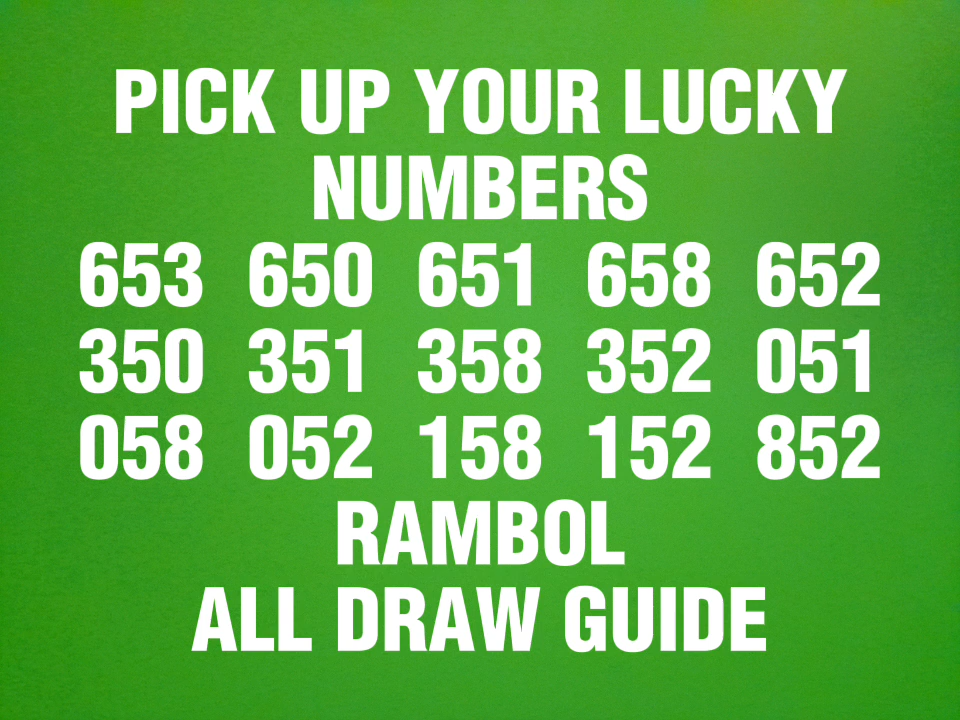 PICK UP YOUR LUCKY
NUMBERS
653 650 651 658 652
350 351 358 352 051
058 052 158 152 852
RAMBOL
ALL DRAW GUIDE